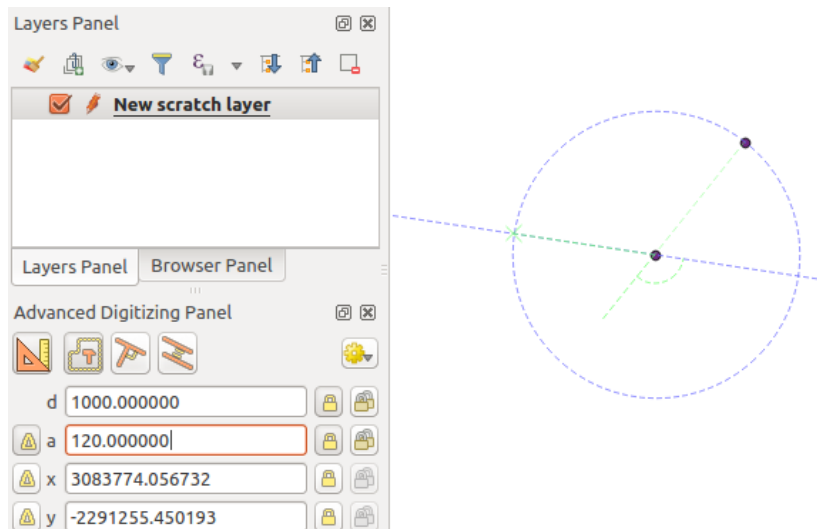 Layers Panel
New scratch layer
Layers Panel Browser Panel
Advanced Digitizing Panel
d 1000.000000
a 120.000000
x 3083774.056732
y -2291255.450193